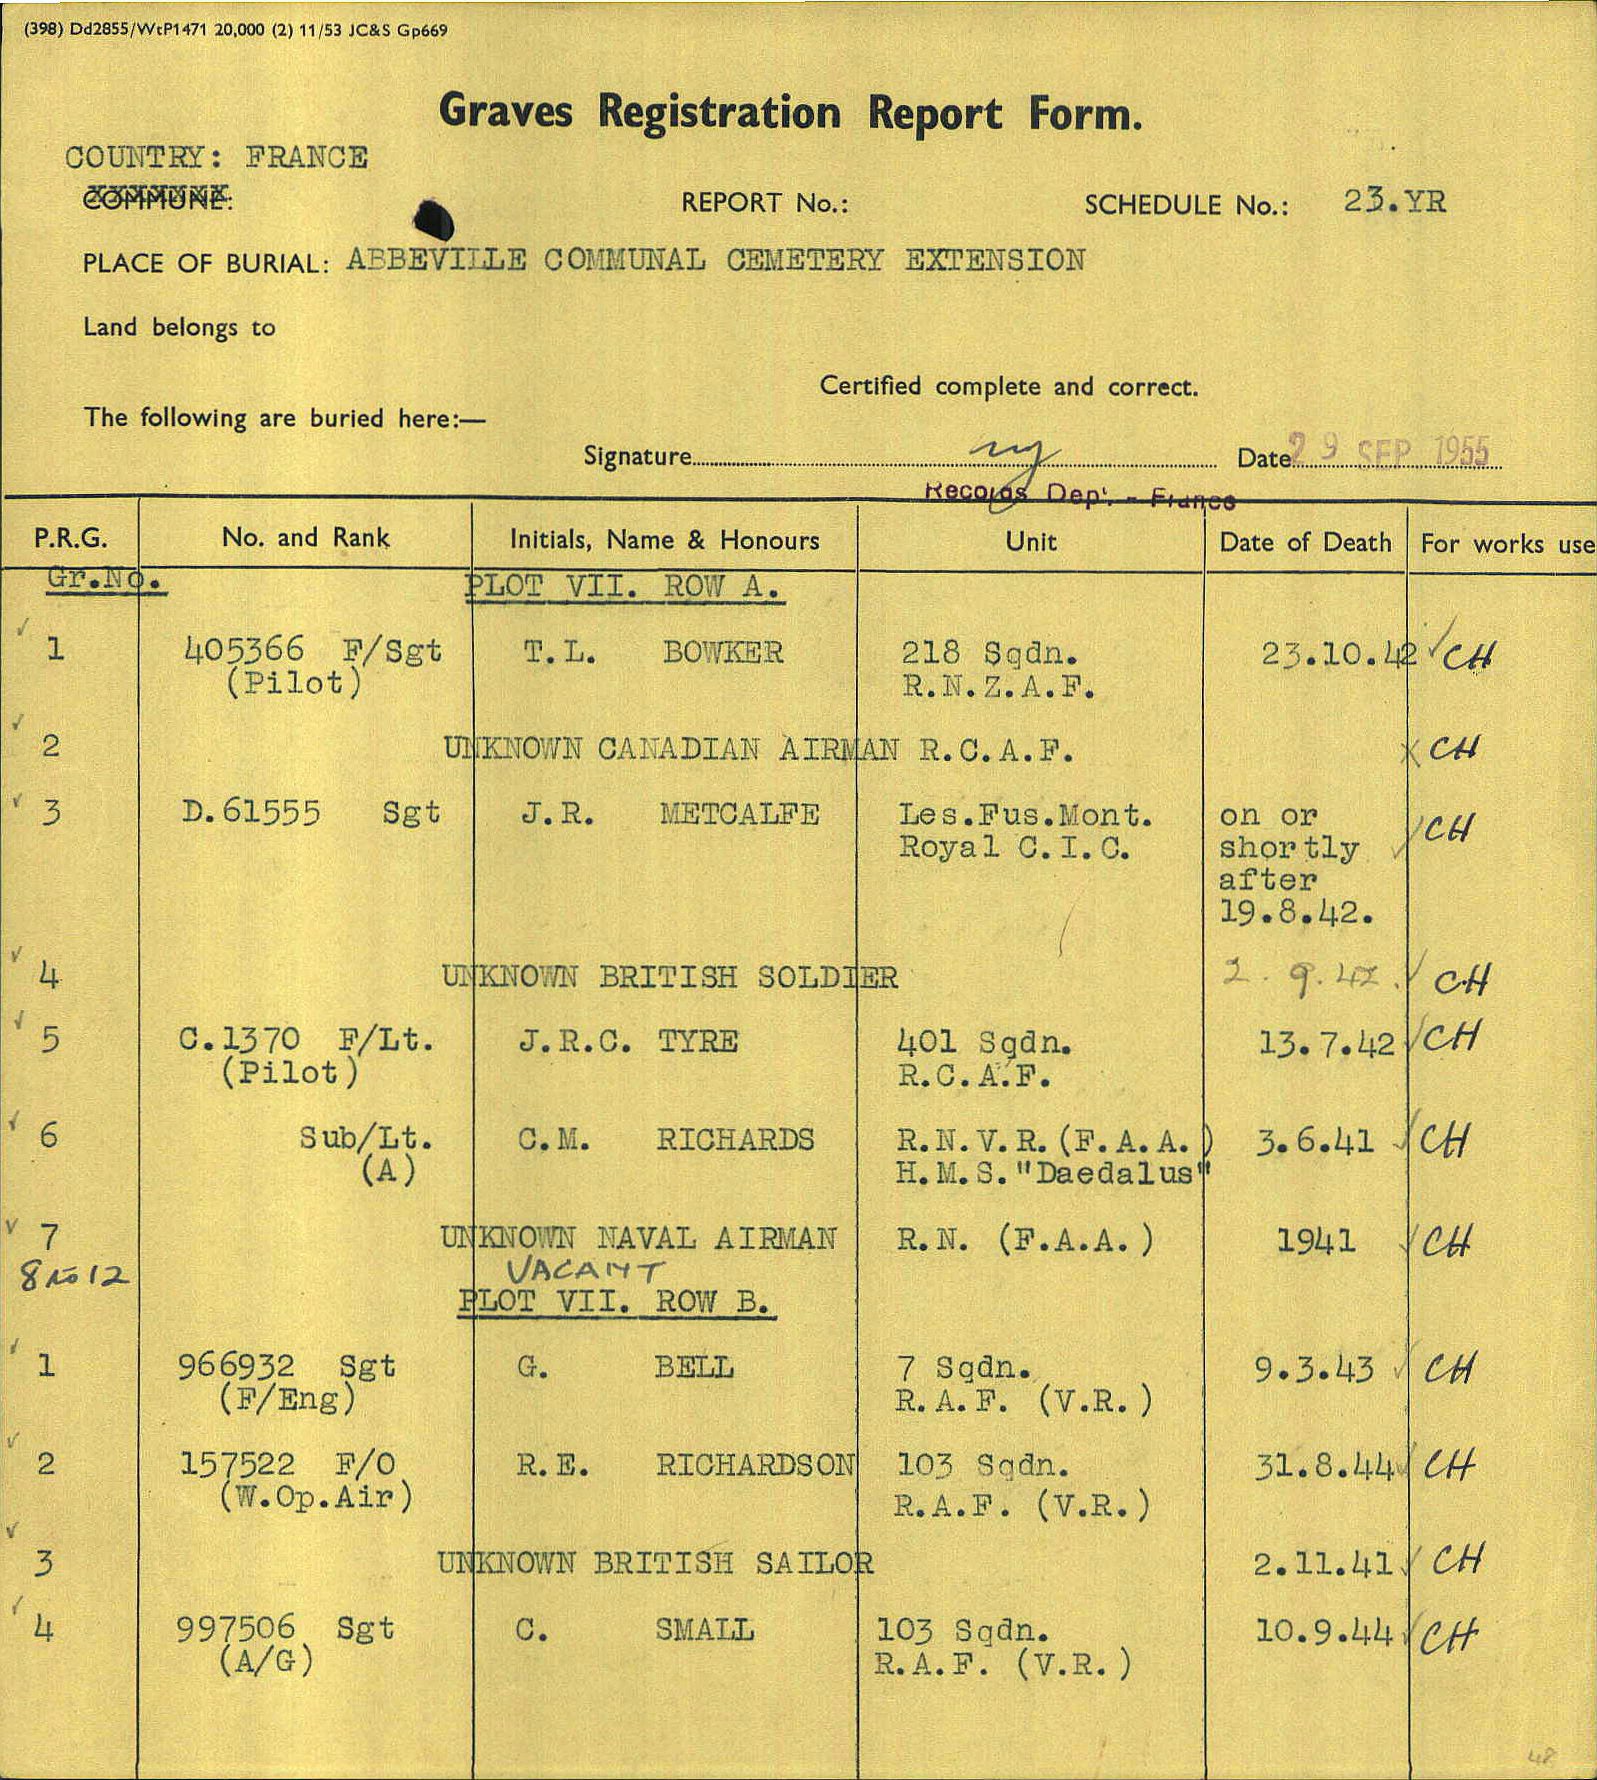 (398) Dd2855/WtP1471 20,000 (2) 11/53 JC&S Gp669
Graves Registration Report Form.
COUNTRY: FRANCE
COMMUNE: REPORT No.: SCHEDULE No.: 23.YR
PLACE OF BURIAL: ABBEVILLE COMMUNAL CEMETERY EXTENSION
Land belongs to
Certified complete and correct.
The following are buried here:—
Signature Date 29 SEP 1955
Records Dep't. - France
P.R.G. No. and Rank Initials, Name & Honours Unit Date of Death For works use
Gr.No. PLOT VII. ROW A.
1 405366 F/Sgt T.L. BOWKER 218 Sqdn. 23.10.42 CH
(Pilot) R.N.Z.A.F.
2 UNKNOWN CANADIAN AIRMAN R.C.A.F. x CH
3 D.61555 Sgt J.R. METCALFE Les.Fus.Mont. on or CH
Royal C.I.C. shortly
after
19.8.42.
4 UNKNOWN BRITISH SOLDIER 2.9.42. CH
5 C.1370 F/Lt. J.R.C. TYRE 401 Sqdn. 13.7.42 CH
(Pilot) R.C.A.F.
6 Sub/Lt. C.M. RICHARDS R.N.V.R.(F.A.A.) 3.6.41 CH
(A) H.M.S."Daedalus"
7 UNKNOWN NAVAL AIRMAN R.N. (F.A.A.) 1941 CH
8 to 12 VACANT
PLOT VII. ROW B.
1 966932 Sgt G. BELL 7 Sqdn. 9.3.43 CH
(F/Eng) R.A.F. (V.R.)
2 157522 F/O R.E. RICHARDSON 103 Sqdn. 31.8.44 CH
(W.Op.Air) R.A.F. (V.R.)
3 UNKNOWN BRITISH SAILOR 2.11.41 CH
4 997506 Sgt C. SMALL 103 Sqdn. 10.9.44 CH
(A/G) R.A.F. (V.R.)
48